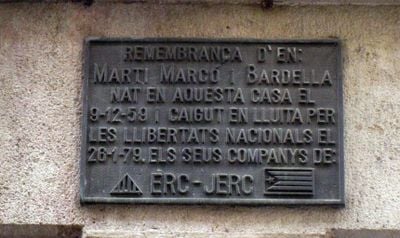 REMEMBRANÇA D'EN:
MARTI MARCÓ I BARDELLA
NAT EN AQUESTA CASA EL
9-12-59 I CAIGUT EN LLUITA PER
LES LLIBERTATS NACIONALS EL
26-1-79. ELS SEUS COMPANYS DE:
ERC-JERC